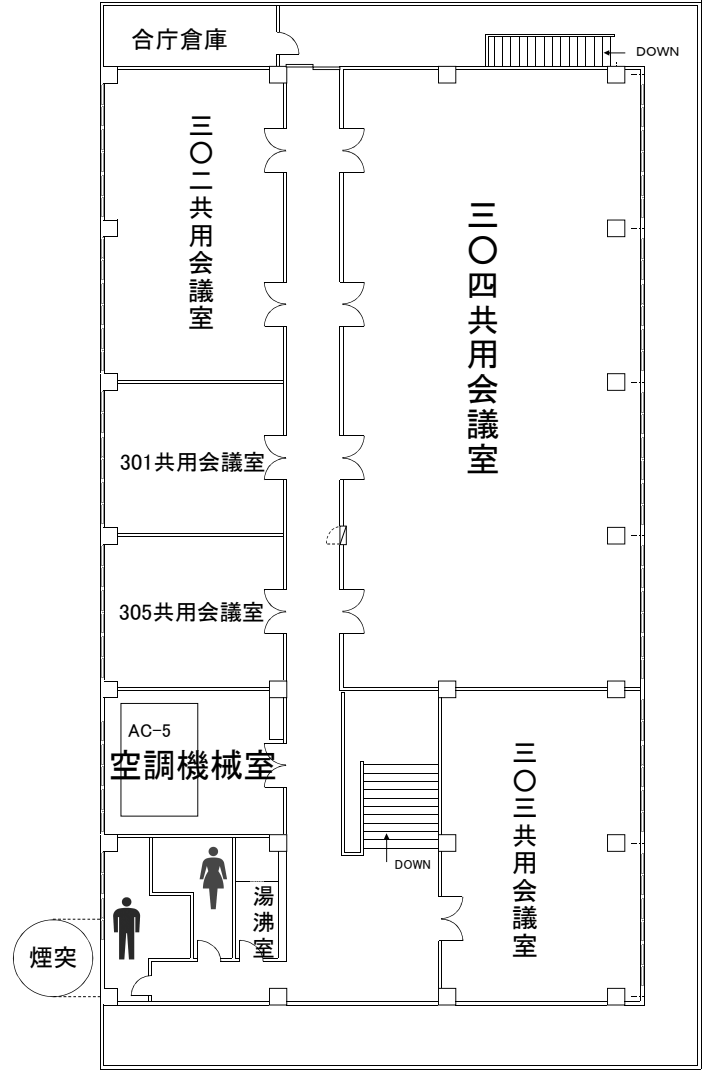 合庁倉庫
DOWN
三〇二共用会議室
三〇四共用会議室
301共用会議室
305共用会議室
AC-5
空調機械室
三〇三共用会議室
DOWN
湯沸室
煙突